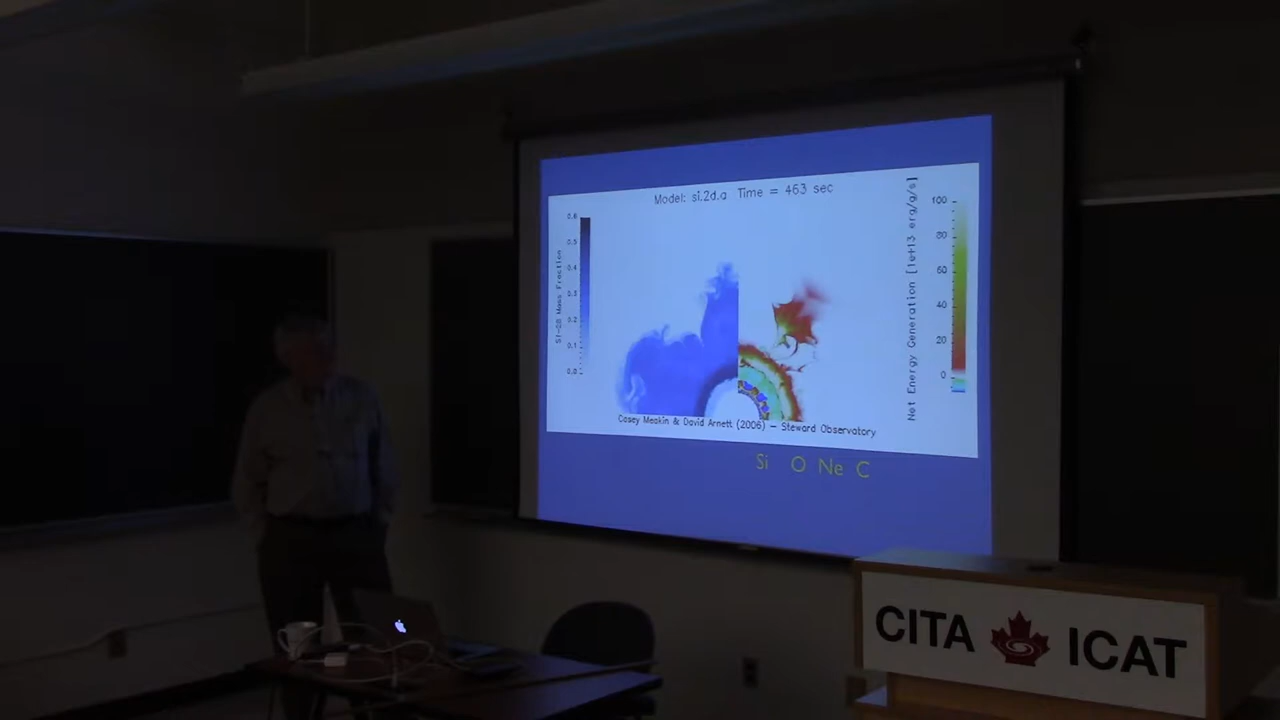 Model: si.2d.a Time = 463 sec
0.6
0.5
0.4
0.3
0.2
0.1
0.0
Si-28 Mass Fraction
Net Energy Generation [1e+13 erg/g/s]
100
80
60
40
20
0
Casey Meakin & David Arnett (2006) – Steward Observatory
Si O Ne C
CITA ICAT